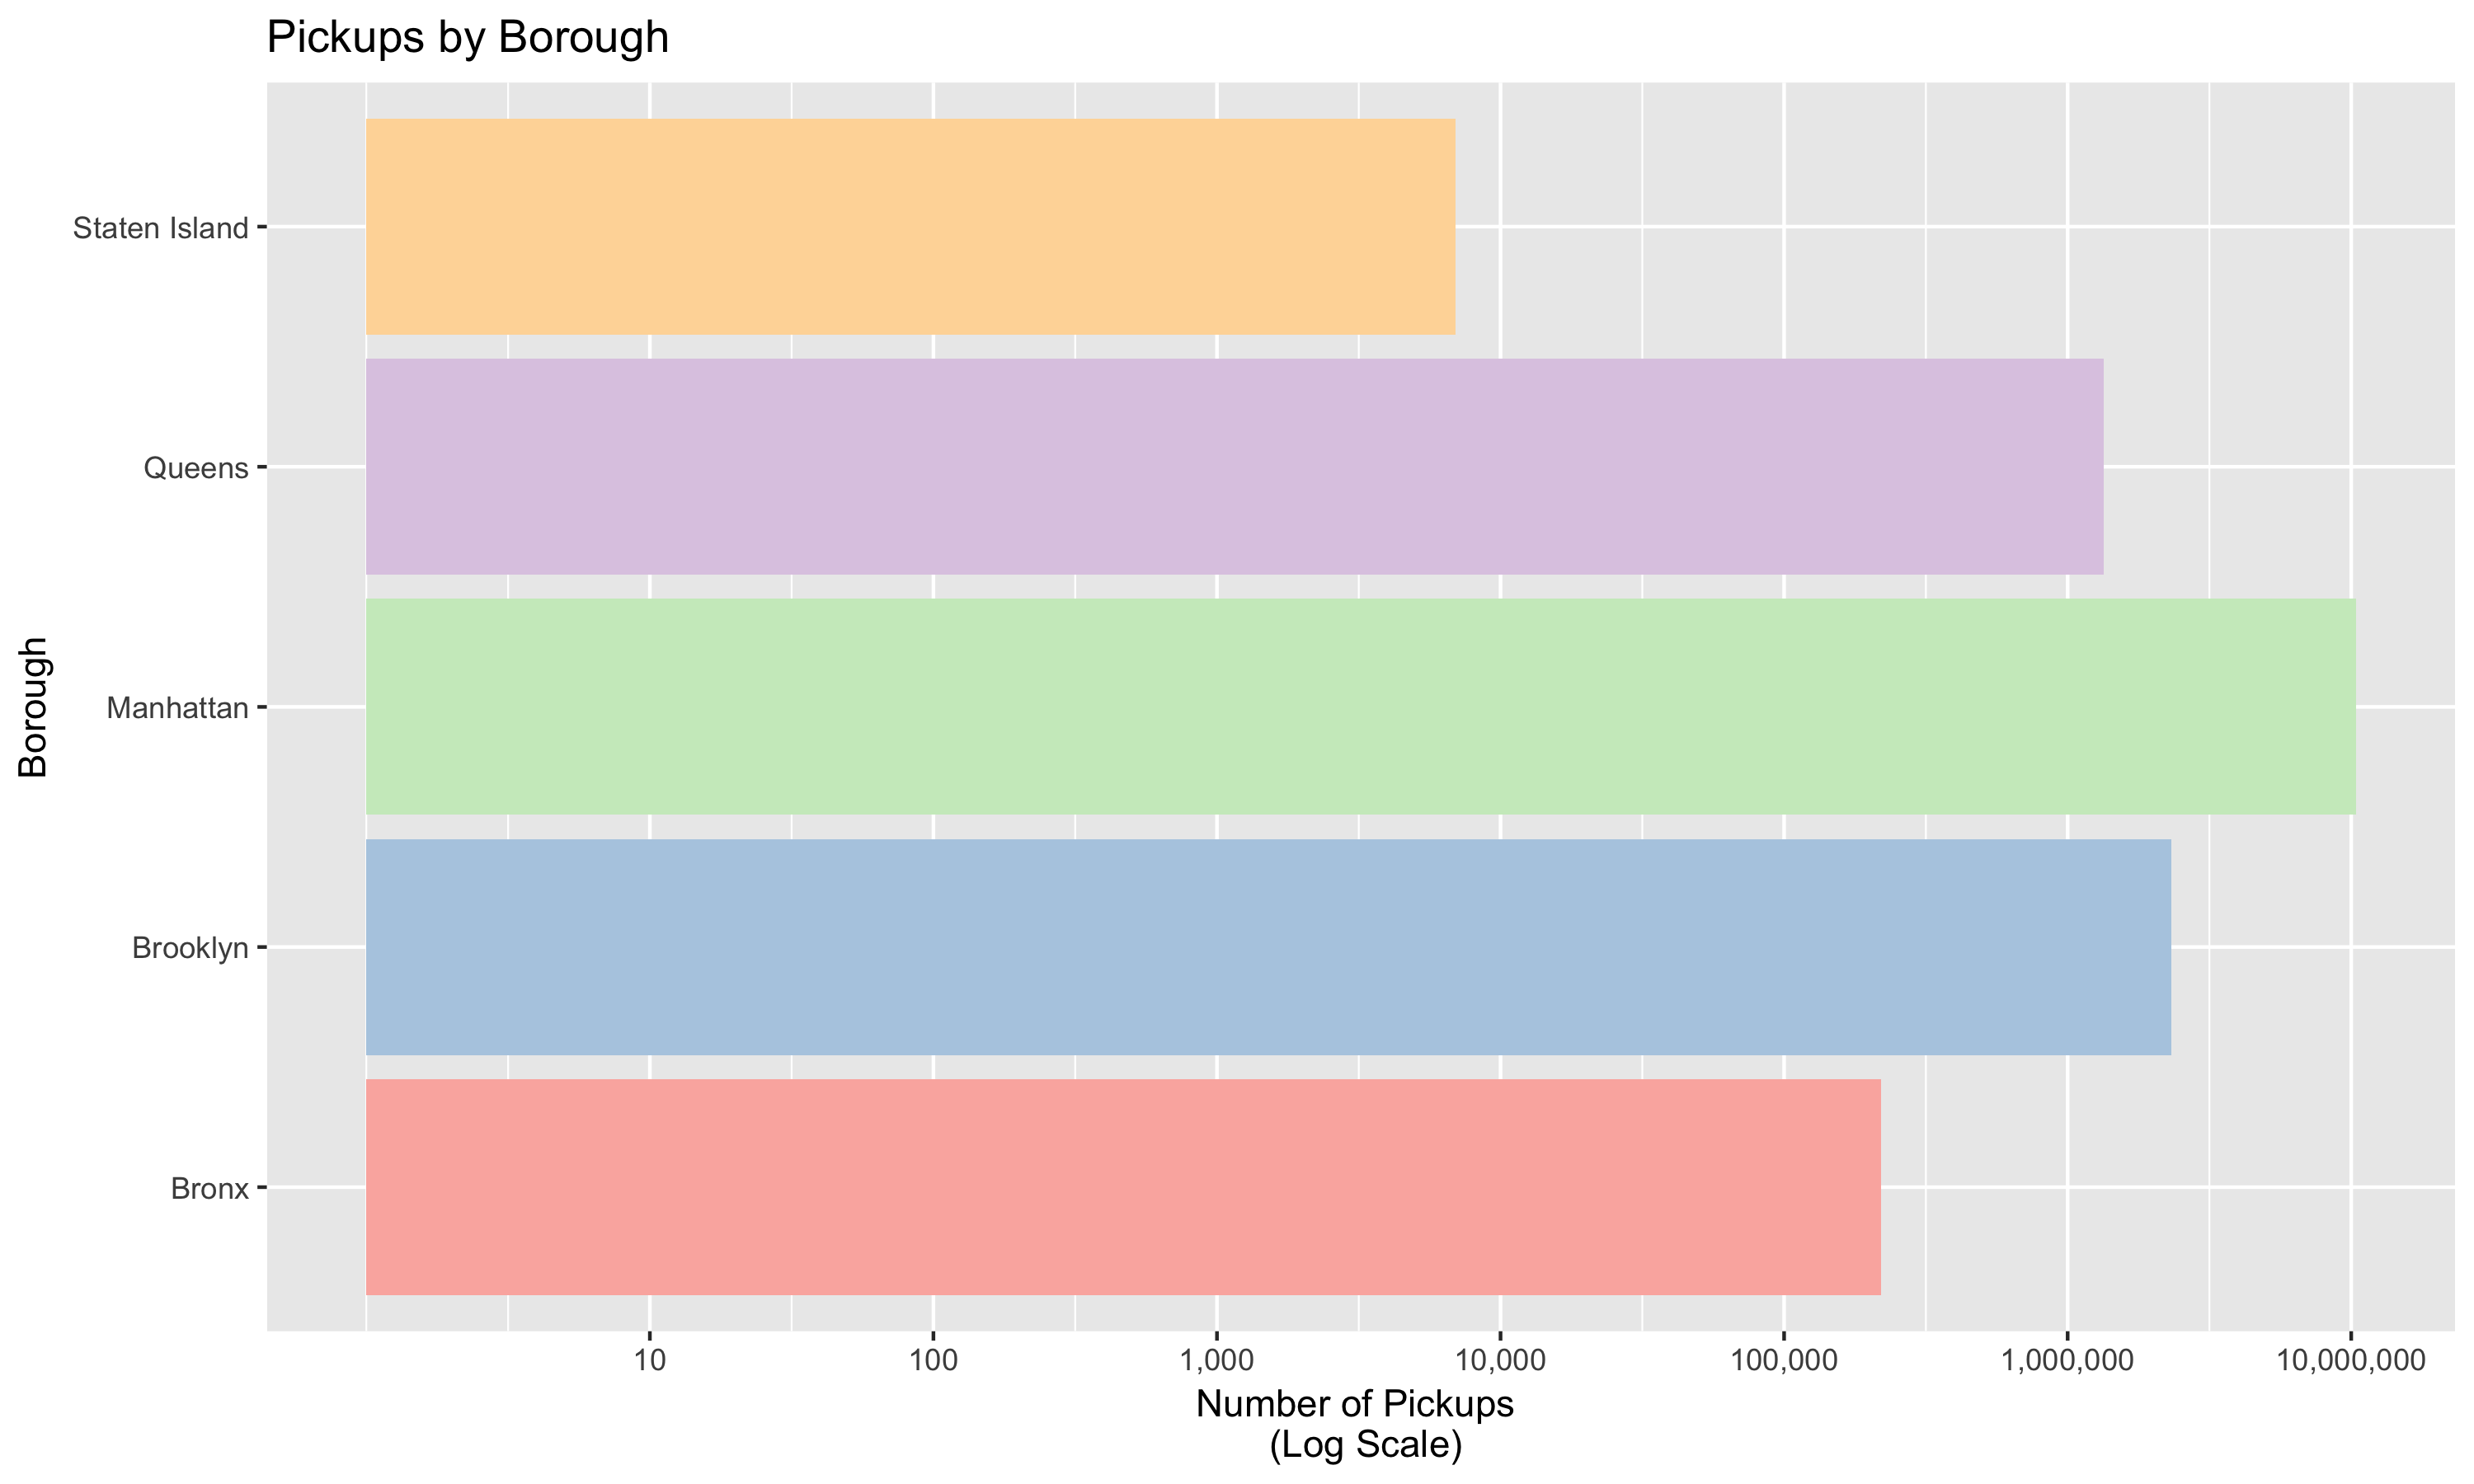 Pickups by Borough
Borough
Staten Island
Queens
Manhattan
Brooklyn
Bronx
10 100 1,000 10,000 100,000 1,000,000 10,000,000
Number of Pickups
(Log Scale)